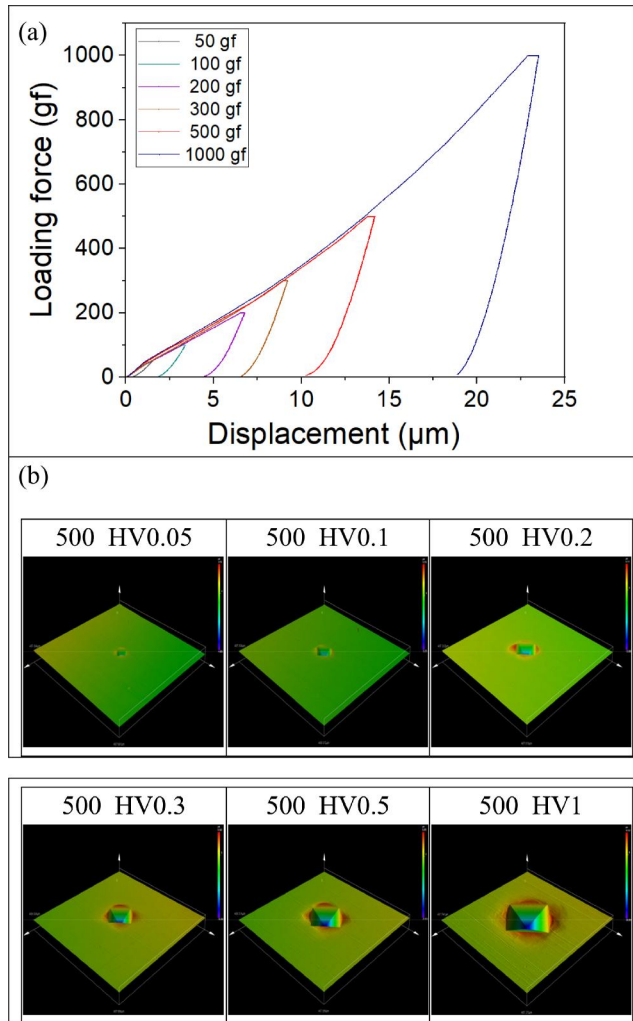 (a)
50 gf
100 gf
200 gf
300 gf
500 gf
1000 gf
Loading force (gf)
1000
800
600
400
200
0
0 5 10 15 20 25
Displacement (μm)
(b)
500 HV0.05 500 HV0.1 500 HV0.2
500 HV0.3 500 HV0.5 500 HV1